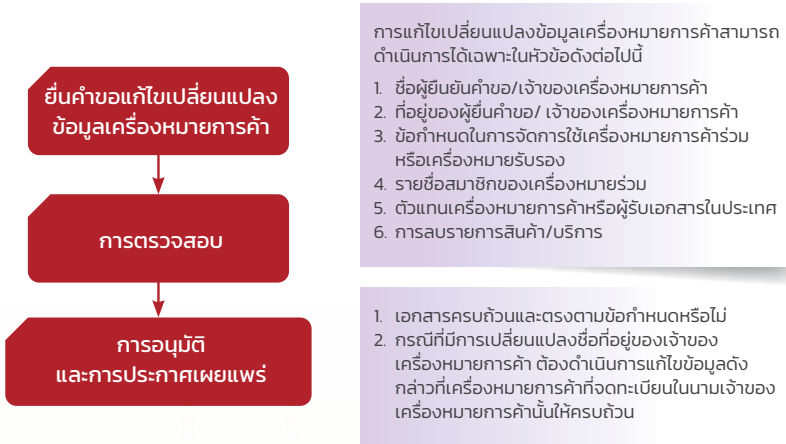 ยื่นคำขอแก้ไขเปลี่ยนแปลง
ข้อมูลเครื่องหมายการค้า
การตรวจสอบ
การอนุมัติ
และการประกาศเผยแพร่
การแก้ไขเปลี่ยนแปลงข้อมูลเครื่องหมายการค้าสามารถ
ดำเนินการได้เฉพาะในหัวข้อดังต่อไปนี้
1. ชื่อผู้ยืนยันคำขอ/เจ้าของเครื่องหมายการค้า
2. ที่อยู่ของผู้ยื่นคำขอ/ เจ้าของเครื่องหมายการค้า
3. ข้อกำหนดในการจัดการใช้เครื่องหมายการค้าร่วม
หรือเครื่องหมายรับรอง
4. รายชื่อสมาชิกของเครื่องหมายร่วม
5. ตัวแทนเครื่องหมายการค้าหรือผู้รับเอกสารในประเทศ
6. การลบรายการสินค้า/บริการ
1. เอกสารครบถ้วนและตรงตามข้อกำหนดหรือไม่
2. กรณีที่มีการเปลี่ยนแปลงชื่อที่อยู่ของเจ้าของ
เครื่องหมายการค้า ต้องดำเนินการแก้ไขข้อมูลดัง
กล่าวที่เครื่องหมายการค้าที่จดทะเบียนในนามเจ้าของ
เครื่องหมายการค้านั้นให้ครบถ้วน